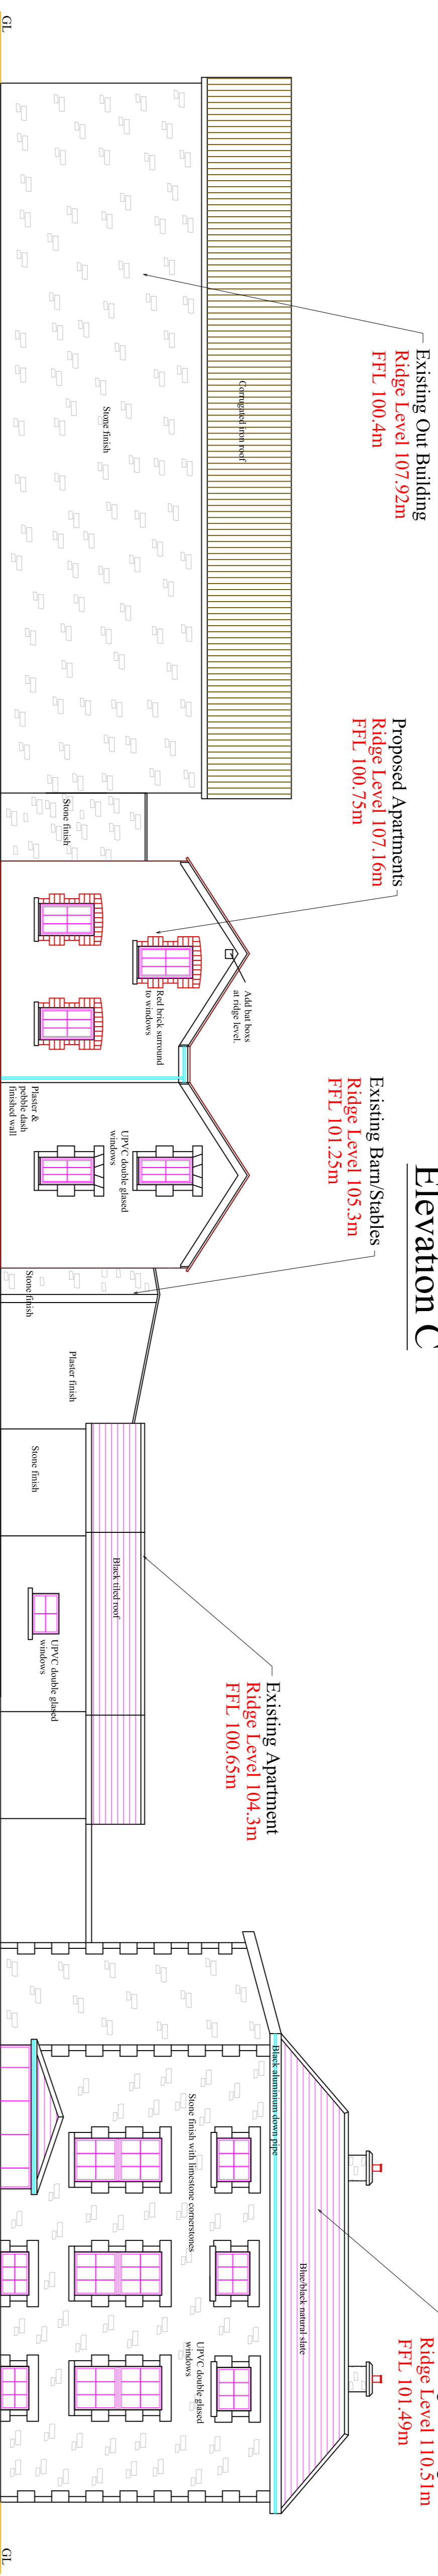 Elevation C
Existing Out Building
Ridge Level 107.92m
FFL 100.4m
Proposed Apartments
Ridge Level 107.16m
FFL 100.75m
Existing Barn/Stables
Ridge Level 105.3m
FFL 101.25m
Existing Apartment
Ridge Level 104.3m
FFL 100.65m
Ridge Level 110.51m
FFL 101.49m
Corrugated iron roof
Stone finish
Stone finish
Add bat boxs
at ridge level.
Red brick surround
to windows
Plaster &
pebble dash
finished wall
UPVC double glased
windows
Stone finish
Plaster finish
Stone finish
Black tiled roof
UPVC double glased
windows
Black aluminium down pipe
Stone finish with limestone cornerstones
Blue/black natural slate
UPVC double glased
windows
GL
GL